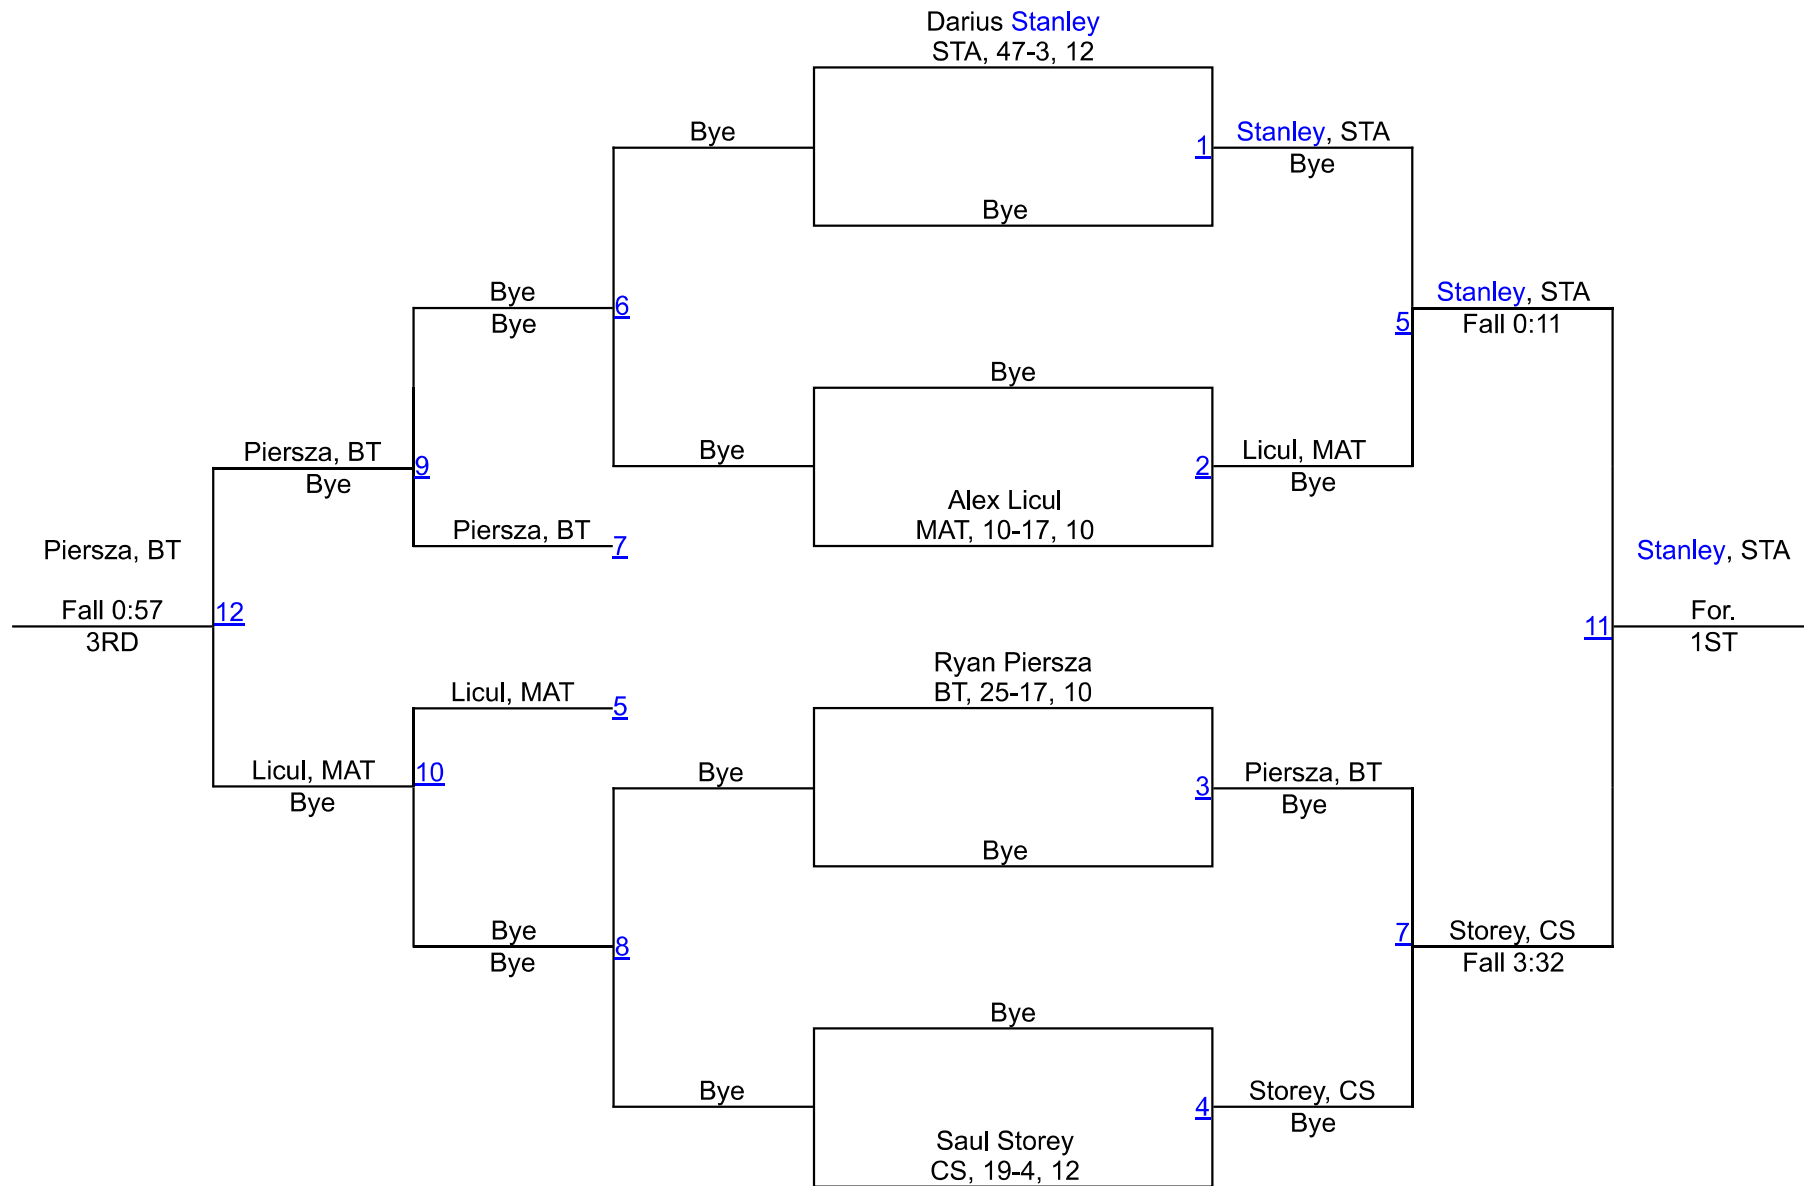 Darius Stanley
STA, 47-3, 12
Bye
1
Stanley, STA
Bye
Bye
Bye
Bye
6
Stanley, STA
5
Fall 0:11
Bye
Piersza, BT
Bye
9
Bye
2
Licul, MAT
Bye
Alex Licul
MAT, 10-17, 10
Piersza, BT
7
Piersza, BT
Stanley, STA
Fall 0:57
12
3RD
For.
11
1ST
Ryan Piersza
BT, 25-17, 10
Licul, MAT
5
Licul, MAT
Bye
10
Bye
3
Piersza, BT
Bye
Bye
Bye
Bye
8
7
Storey, CS
Fall 3:32
Bye
Bye
4
Storey, CS
Bye
Saul Storey
CS, 19-4, 12